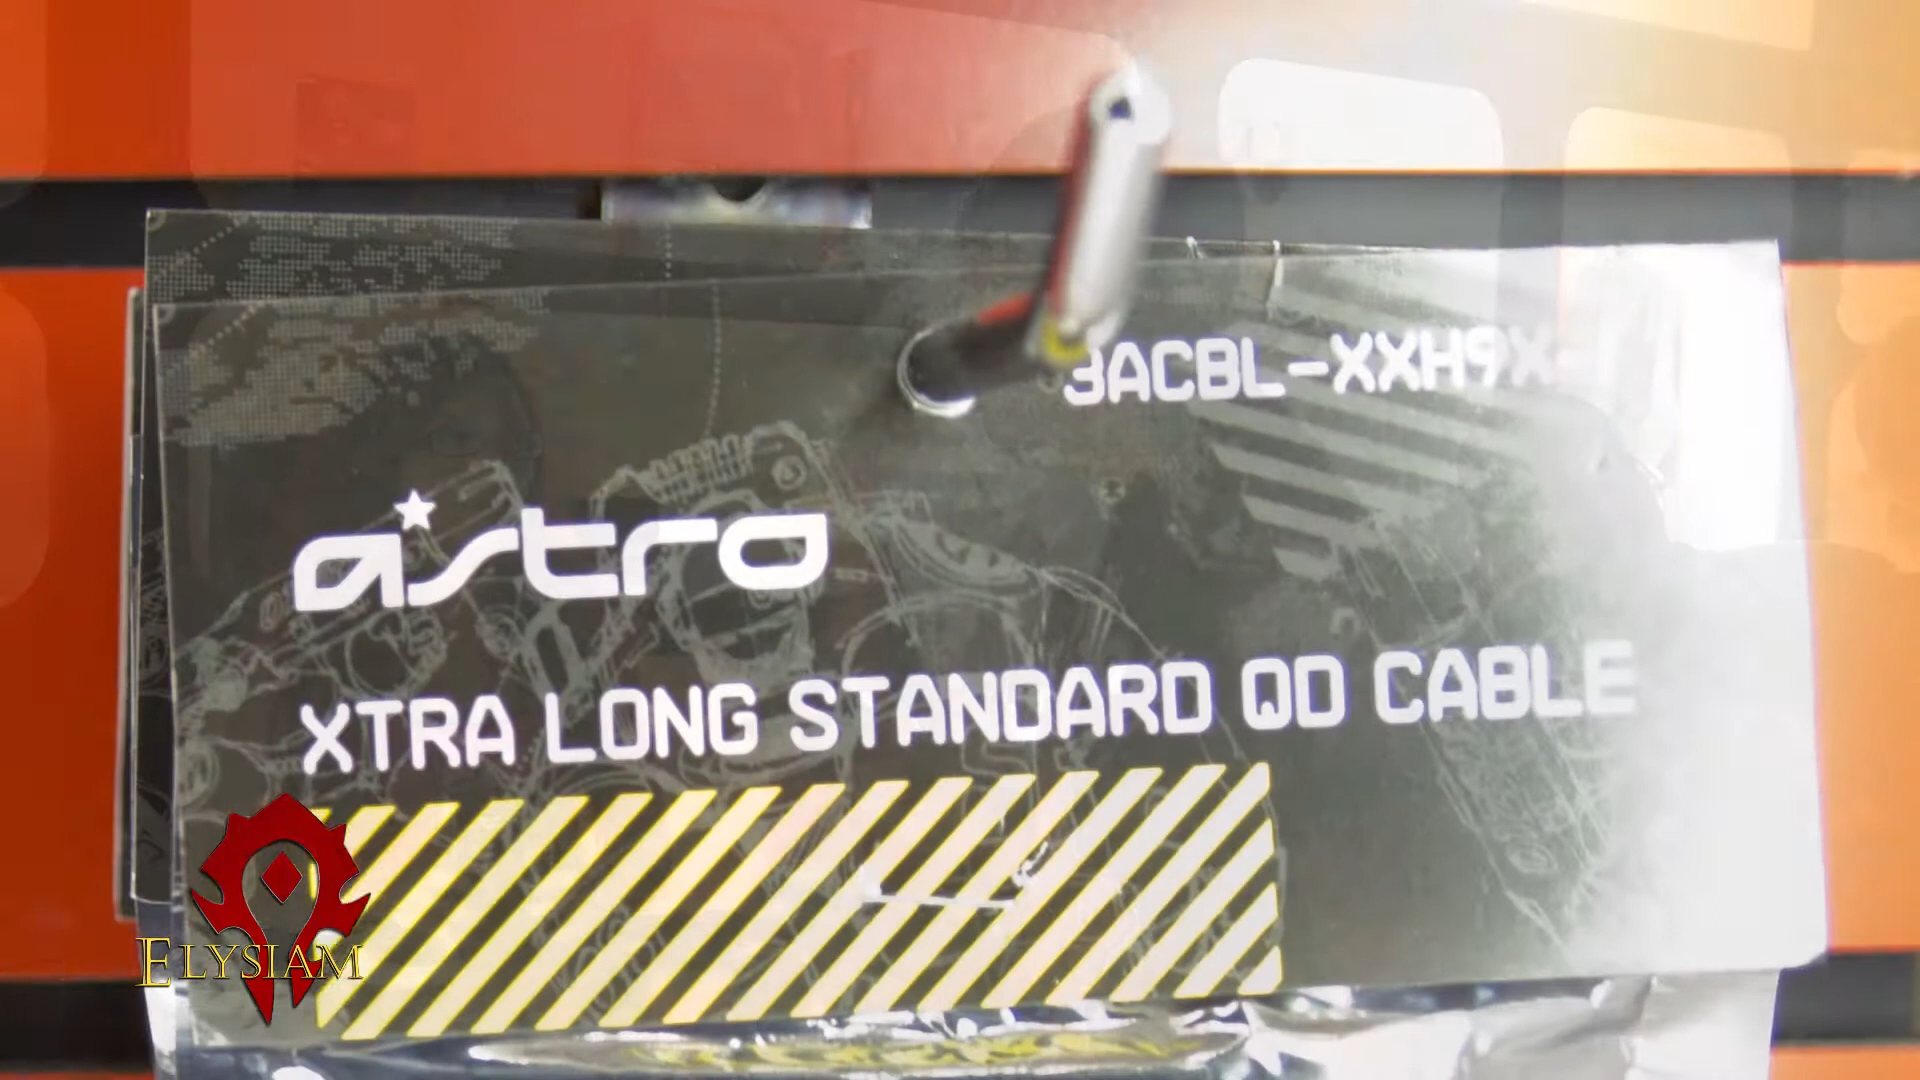 3ACBL-XXH9X-
astro
XTRA LONG STANDARD QD CABLE
ELYSIAM